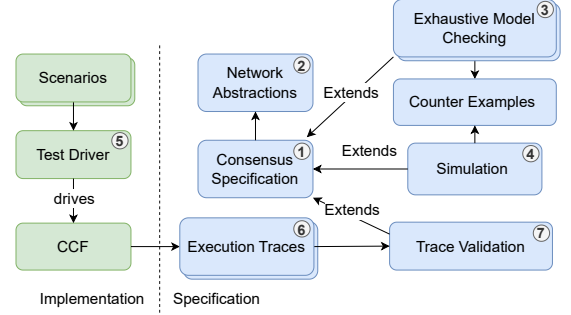 Scenarios
5
Test Driver
drives
CCF
Implementation
2
Network
Abstractions
3
Exhaustive Model
Checking
Extends
Counter Examples
1
Consensus
Specification
Extends
4
Simulation
Extends
6
Execution Traces
7
Trace Validation
Specification